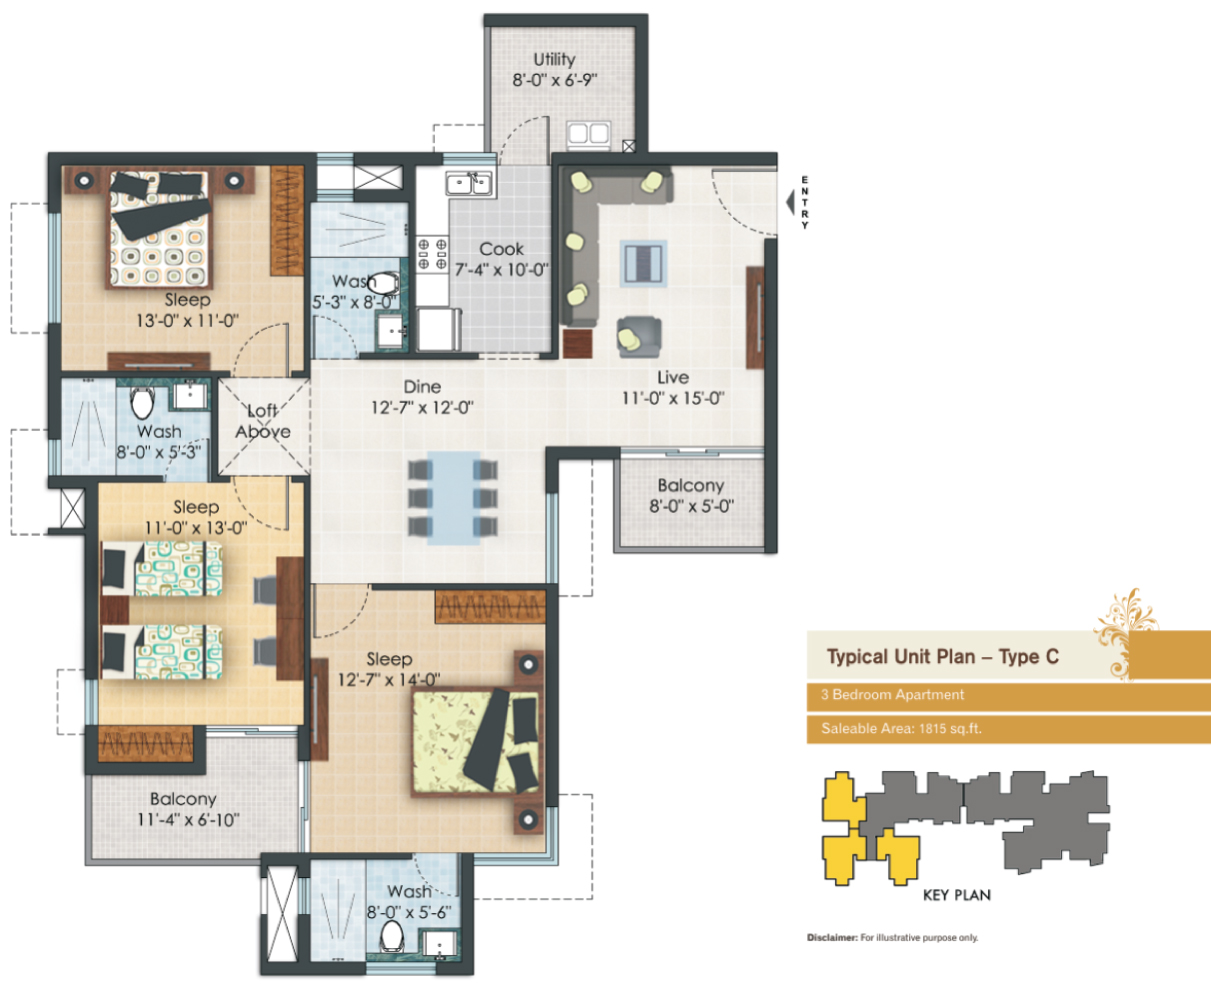 Utility
8'-0" x 6'-9"
ENTRY
Cook
7'-4" x 10'-0"
Wash
5'-3" x 8'-0"
Sleep
13'-0" x 11'-0"
Live
11'-0" x 15'-0"
Dine
12'-7" x 12'-0"
Loft
Above
Wash
8'-0" x 5'-3"
Balcony
8'-0" x 5'-0"
Sleep
11'-0" x 13'-0"
Sleep
12'-7" x 14'-0"
Balcony
11'-4" x 6'-10"
Wash
8'-0" x 5'-6"
Typical Unit Plan – Type C
3 Bedroom Apartment
Saleable Area: 1815 sq.ft.
KEY PLAN
Disclaimer: For illustrative purpose only.